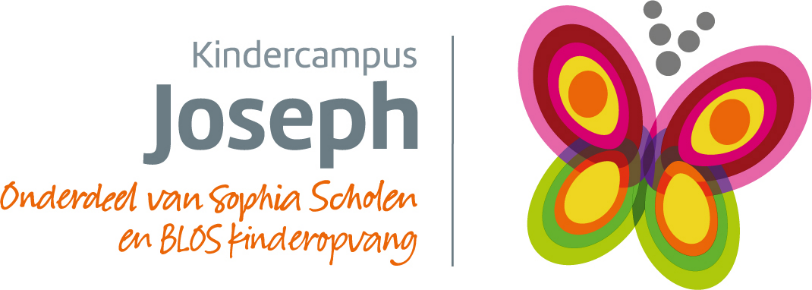 Kindercampus
Joseph
Onderdeel van Sophia Scholen
en BLOS kinderopvang